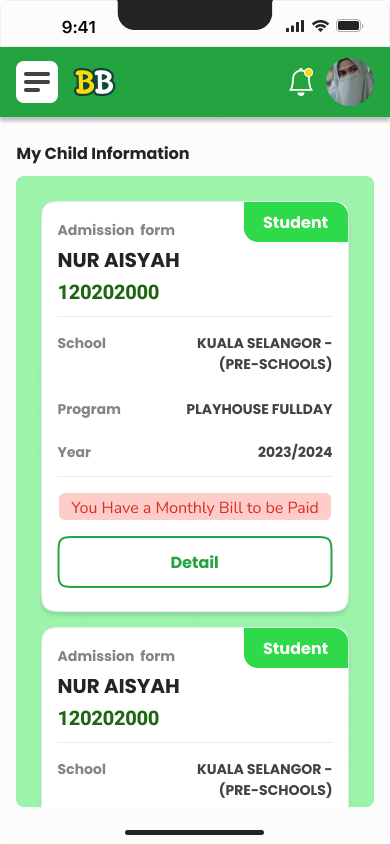 9:41
BB
My Child Information
Student
Admission form
NUR AISYAH
120202000
School
KUALA SELANGOR -
(PRE-SCHOOLS)
Program
PLAYHOUSE FULLDAY
Year
2023/2024
You Have a Monthly Bill to be Paid
Detail
Student
Admission form
NUR AISYAH
120202000
School
KUALA SELANGOR -
(PRE-SCHOOLS)